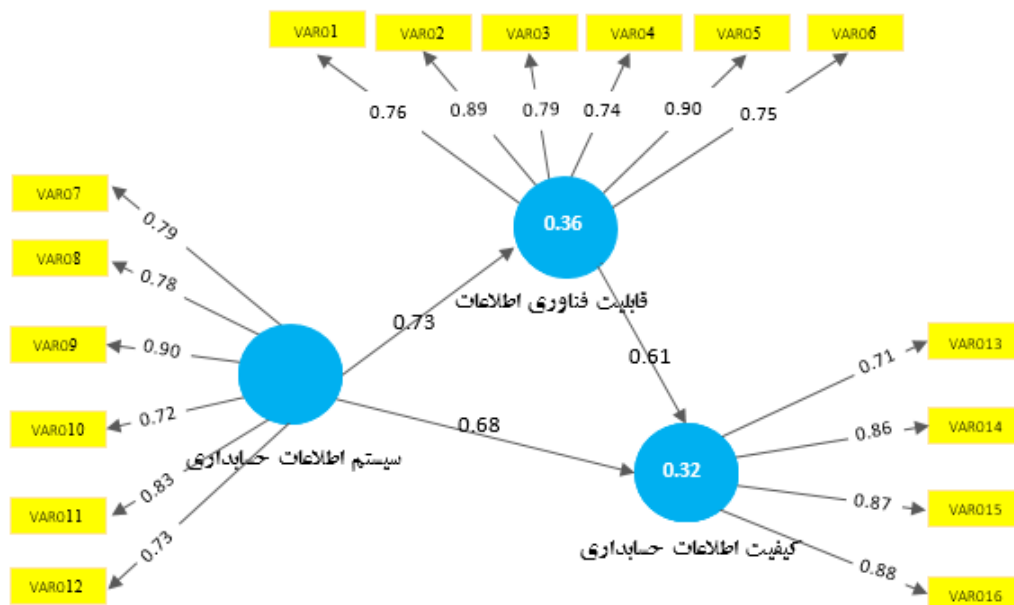 VAR01
VAR02
VAR03
VAR04
VAR05
VAR06
0.76
0.89
0.79
0.74
0.90
0.75
VAR07
VAR08
VAR09
VAR010
VAR011
VAR012
0.79
0.78
0.90
0.72
0.83
0.73
0.36
قابلیت فناوری اطلاعات
0.73
0.61
0.68
سیستم اطلاعات حسابداری
0.32
کیفیت اطلاعات حسابداری
0.71
0.86
0.87
0.88
VAR013
VAR014
VAR015
VAR016